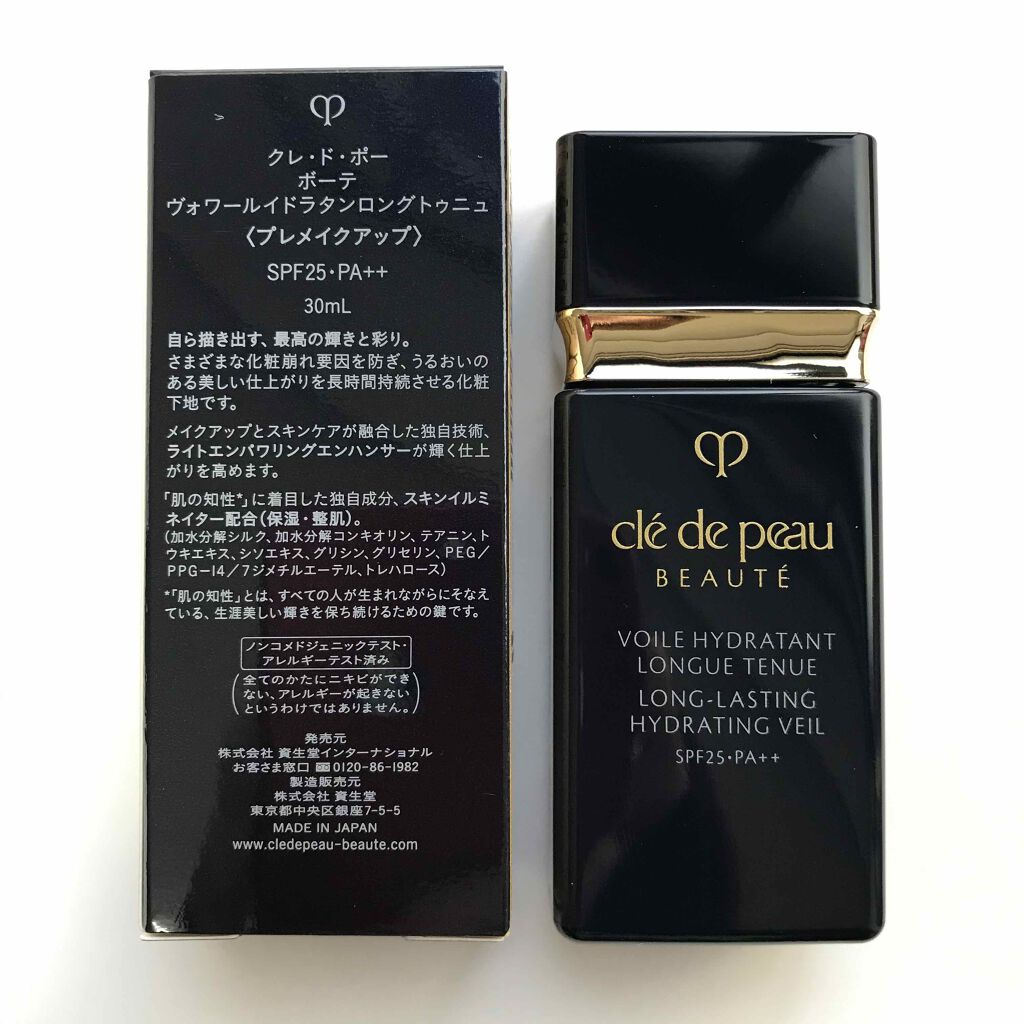 クレ・ド・ポー
ボーテ
ヴォワールイドラタンロングトゥニュ
〈プレメイクアップ〉
SPF25・PA++
30mL
自ら描き出す、最高の輝きと彩り。
さまざまな化粧崩れ要因を防ぎ、うるおいの
ある美しい仕上がりを長時間持続させる化粧
下地です。
メイクアップとスキンケアが融合した独自技術、
ライトエンパワリングエンハンサーが輝く仕上
がりを高めます。
「肌の知性*」に着目した独自成分、スキンイルミ
ネイター配合(保湿・整肌)。
(加水分解シルク、加水分解コンキオリン、テアニン、ト
ウキエキス、シソエキス、グリシン、グリセリン、PEG/
PPG-14/7ジメチルエーテル、トレハロース)
*「肌の知性」とは、すべての人が生まれながらにそなえ
ている、生涯美しい輝きを保ち続けるための鍵です。
ノンコメドジェニックテスト・
アレルギーテスト済み
(全てのかたにニキビができ
ない、アレルギーが起きない
というわけではありません。)
発売元
株式会社 資生堂インターナショナル
お客さま窓口 0120-86-1982
製造販売元
株式会社 資生堂
東京都中央区銀座7-5-5
MADE IN JAPAN
www.cledepeau-beaute.com
clé de peau
BEAUTÉ
VOILE HYDRATANT
LONGUE TENUE
LONG-LASTING
HYDRATING VEIL
SPF25・PA++